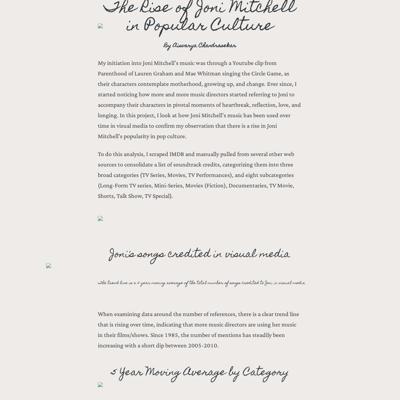 The Rise of Joni Mitchell
in Popular Culture
By Aiswarya Chandrasekar
My initiation into Joni Mitchell's music was through a Youtube clip from
Parenthood of Lauren Graham and Mae Whitman singing the Circle Game, as
their characters contemplate motherhood, growing up, and change. Ever since, I
started noticing how more and more music directors started referring to Joni to
accompany their characters in pivotal moments of heartbreak, reflection, love, and
longing. In this project, I look at how Joni Mitchell's music has been used over
time in visual media to confirm my observation that there is a rise in Joni
Mitchell's popularity in pop culture.
To do this analysis, I scraped IMDB and manually pulled from several other web
sources to consolidate a list of soundtrack credits, categorising them into three
broad categories (TV Series, Movies, TV Performances), and eight subcategories
(Long-Form TV series, Mini-Series, Movies (Fiction), Documentaries, TV Movie,
Shorts, Talk Show, TV Special).
Joni's songs credited in visual media
The trend line is a 5 year moving average of the total number of songs credited to Joni in visual media.
When examining data around the number of references, there is a clear trend line
that is rising over time, indicating that more music directors are using her music
in their films/shows. Since 1985, the number of mentions has steadily been
increasing with a short dip between 2005-2010.
5 Year Moving Average by Category